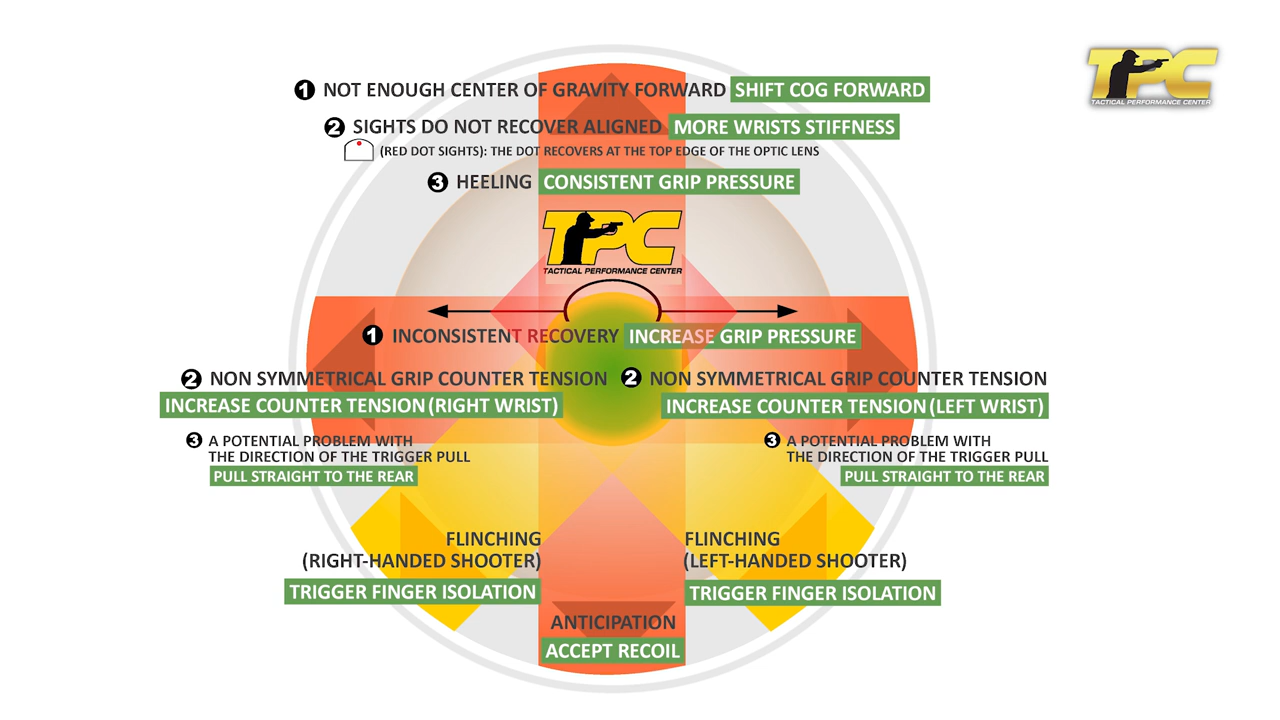 TPC
TACTICAL PERFORMANCE CENTER
1 NOT ENOUGH CENTER OF GRAVITY FORWARD SHIFT COG FORWARD
2 SIGHTS DO NOT RECOVER ALIGNED MORE WRISTS STIFFNESS
(RED DOT SIGHTS): THE DOT RECOVERS AT THE TOP EDGE OF THE OPTIC LENS
3 HEELING CONSISTENT GRIP PRESSURE
TPC
TACTICAL PERFORMANCE CENTER
1 INCONSISTENT RECOVERY INCREASE GRIP PRESSURE
2 NON SYMMETRICAL GRIP COUNTER TENSION
INCREASE COUNTER TENSION (RIGHT WRIST)
2 NON SYMMETRICAL GRIP COUNTER TENSION
INCREASE COUNTER TENSION (LEFT WRIST)
3 A POTENTIAL PROBLEM WITH
THE DIRECTION OF THE TRIGGER PULL
PULL STRAIGHT TO THE REAR
3 A POTENTIAL PROBLEM WITH
THE DIRECTION OF THE TRIGGER PULL
PULL STRAIGHT TO THE REAR
FLINCHING
(RIGHT-HANDED SHOOTER)
TRIGGER FINGER ISOLATION
FLINCHING
(LEFT-HANDED SHOOTER)
TRIGGER FINGER ISOLATION
ANTICIPATION
ACCEPT RECOIL